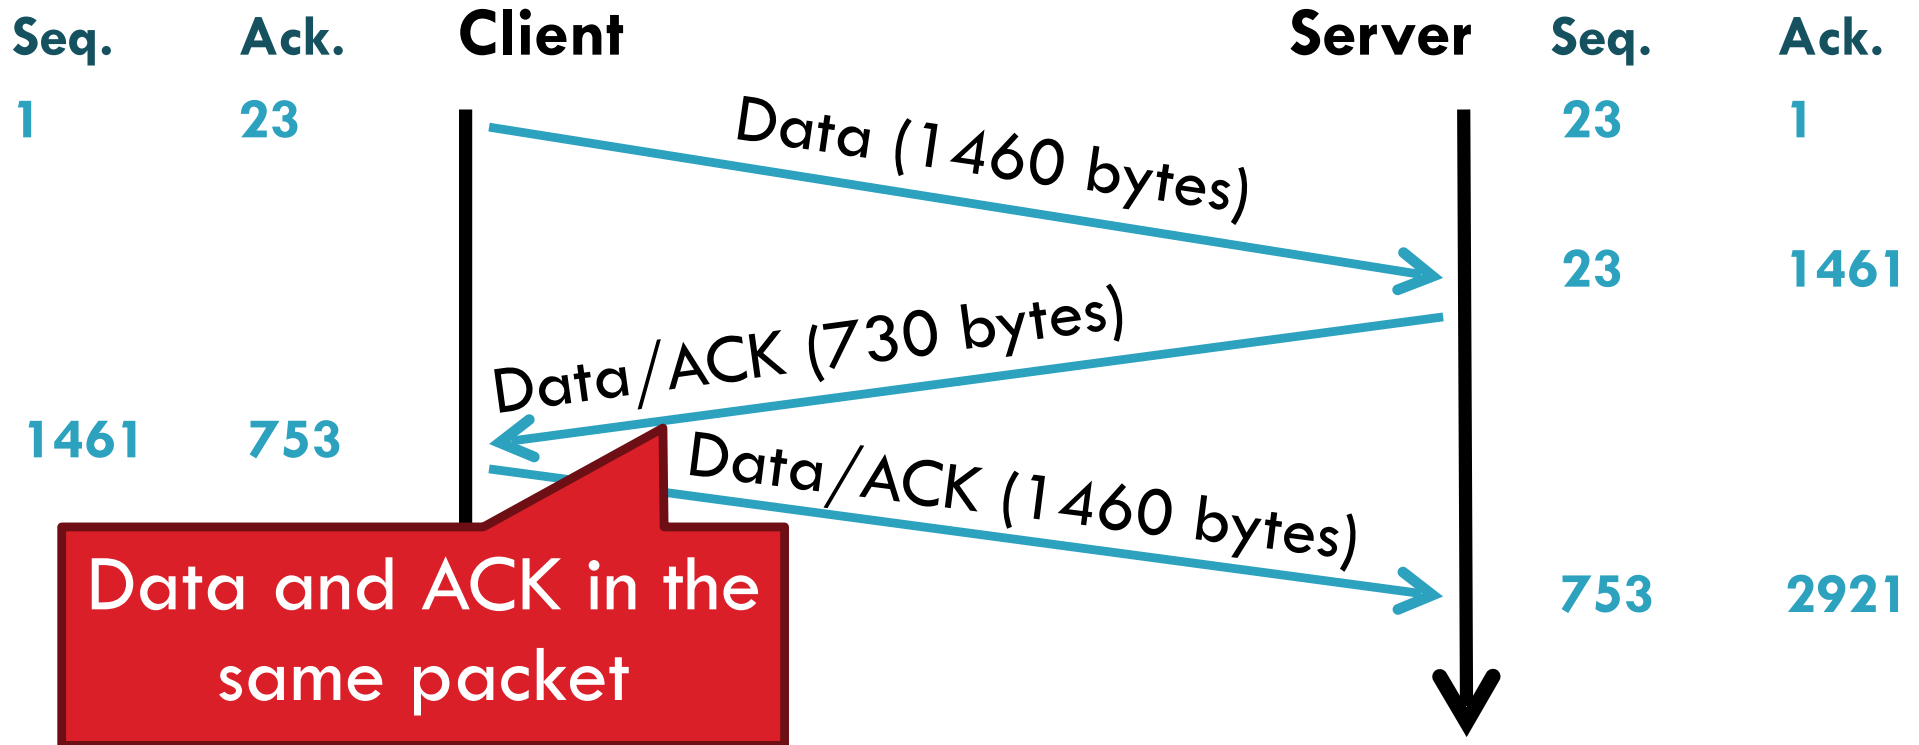 Seq. Ack. Client Server Seq. Ack.
1 23 23 1
Data (1460 bytes)
23 1461
Data/ACK (730 bytes)
1461 753
Data/ACK (1460 bytes)
753 2921
Data and ACK in the
same packet